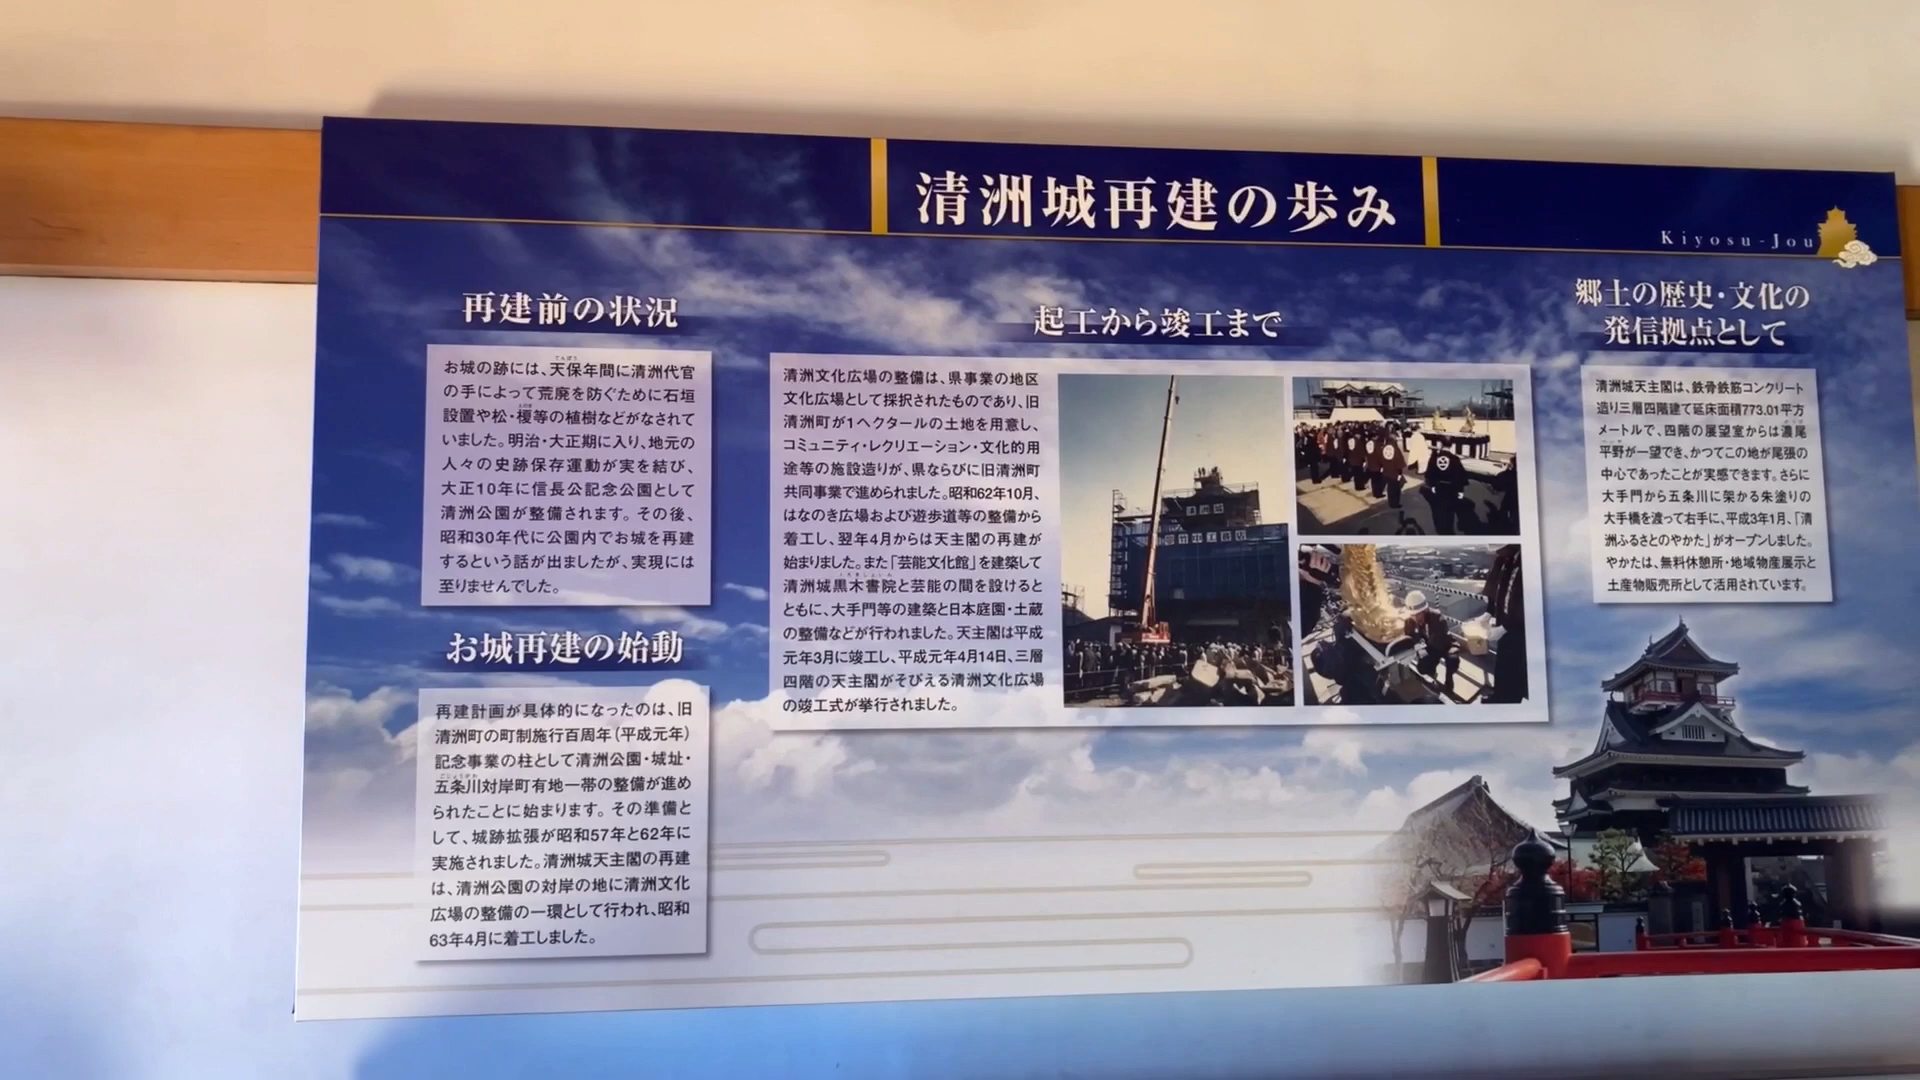 清洲城再建の歩み
Kiyosu-Jou
再建前の状況
お城の跡には、天保年間に清洲代官
の手によって荒廃を防ぐために石垣
設置や松・榎等の植樹などがなされて
いました。明治・大正期に入り、地元の
人々の史跡保存運動が実を結び、
大正10年に信長公記念公園として
清洲公園が整備されます。その後、
昭和30年代に公園内でお城を再建
するという話が出ましたが、実現には
至りませんでした。
お城再建の始動
再建計画が具体的になったのは、旧
清洲町の町制施行百周年(平成元年)
記念事業の柱として清洲公園・城址・
五条川対岸町有地一帯の整備が進め
られたことに始まります。その準備と
して、城跡拡張が昭和57年と62年に
実施されました。清洲城天主閣の再建
は、清洲公園の対岸の地に清洲文化
広場の整備の一環として行われ、昭和
63年4月に着工しました。
起工から竣工まで
清洲文化広場の整備は、県事業の地区
文化広場として採択されたものであり、旧
清洲町が1ヘクタールの土地を用意し、
コミュニティ・レクリエーション・文化的用
途等の施設造りが、県ならびに旧清洲町
共同事業で進められました。昭和62年10月、
はなのき広場および遊歩道等の整備から
着工し、翌年4月からは天主閣の再建が
始まりました。また「芸能文化館」を建築して
清洲城黒木書院と芸能の間を設けると
ともに、大手門等の建築と日本庭園・土蔵
の整備などが行われました。天主閣は平成
元年3月に竣工し、平成元年4月14日、三層
四階の天主閣がそびえる清洲文化広場
の竣工式が挙行されました。
清洲城
竹中工務店
郷土の歴史・文化の
発信拠点として
清洲城天主閣は、鉄骨鉄筋コンクリート
造り三層四階建て延床面積773.01平方
メートルで、四階の展望室からは濃尾
平野が一望でき、かつてこの地が尾張の
中心であったことが実感できます。さらに
大手門から五条川に架かる朱塗りの
大手橋を渡って右手に、平成3年1月、「清
洲ふるさとのやかた」がオープンしました。
やかたは、無料休憩所・地域物産展示と
土産物販売所として活用されています。